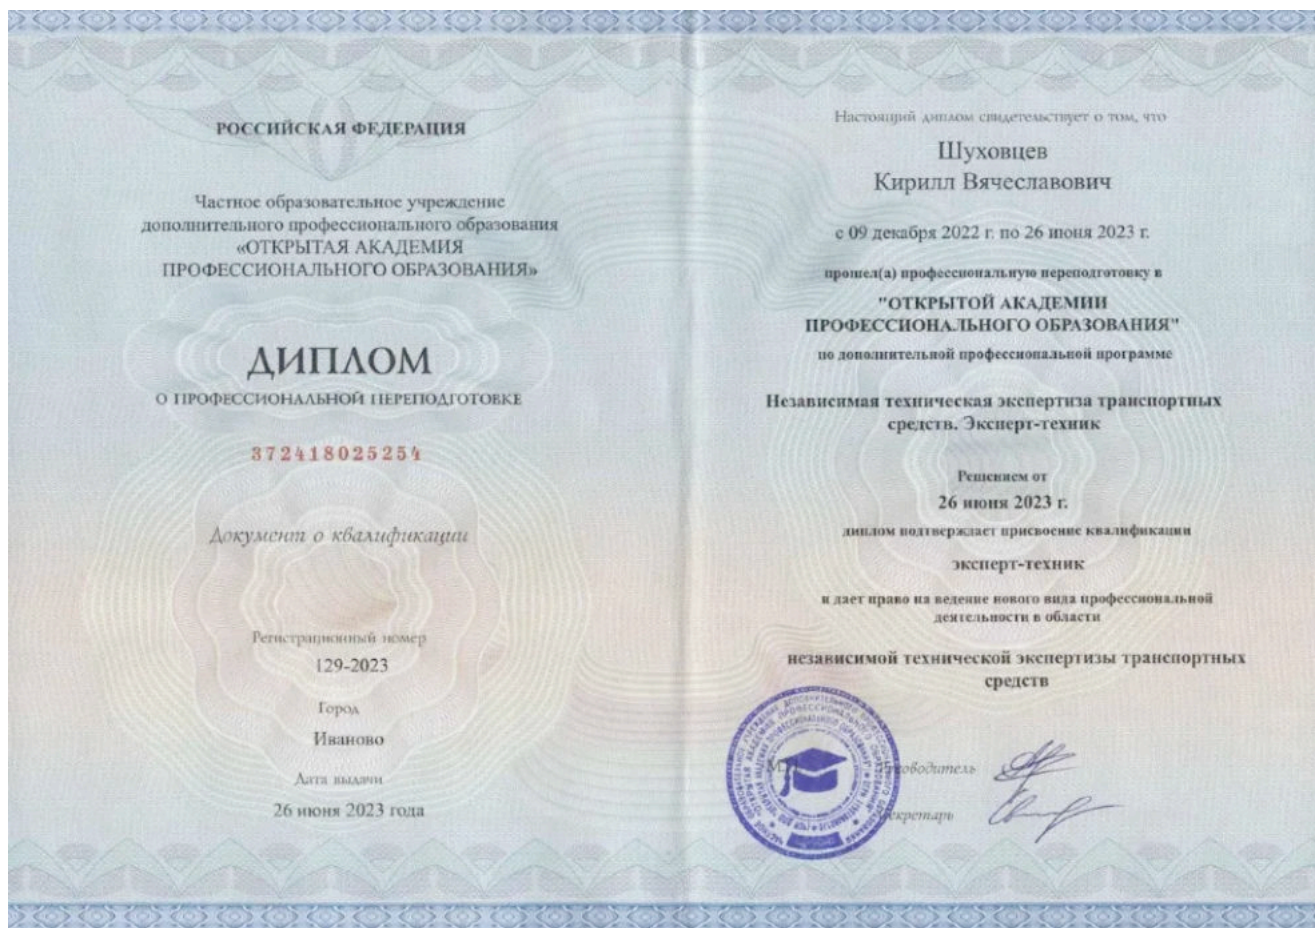 РОССИЙСКАЯ ФЕДЕРАЦИЯ
Частное образовательное учреждение
дополнительного профессионального образования
«ОТКРЫТАЯ АКАДЕМИЯ
ПРОФЕССИОНАЛЬНОГО ОБРАЗОВАНИЯ»
ДИПЛОМ
О ПРОФЕССИОНАЛЬНОЙ ПЕРЕПОДГОТОВКЕ
372418025254
Документ о квалификации
Регистрационный номер
129-2023
Город
Иваново
Дата выдачи
26 июня 2023 года
Настоящий диплом свидетельствует о том, что
Шуховцев
Кирилл Вячеславович
с 09 декабря 2022 г. по 26 июня 2023 г.
прошел(а) профессиональную переподготовку в
"ОТКРЫТОЙ АКАДЕМИИ
ПРОФЕССИОНАЛЬНОГО ОБРАЗОВАНИЯ"
по дополнительной профессиональной программе
Независимая техническая экспертиза транспортных
средств. Эксперт-техник
Решением от
26 июня 2023 г.
диплом подтверждает присвоение квалификации
эксперт-техник
и дает право на ведение нового вида профессиональной
деятельности в области
независимой технической экспертизы транспортных
средств
Руководитель
Секретарь